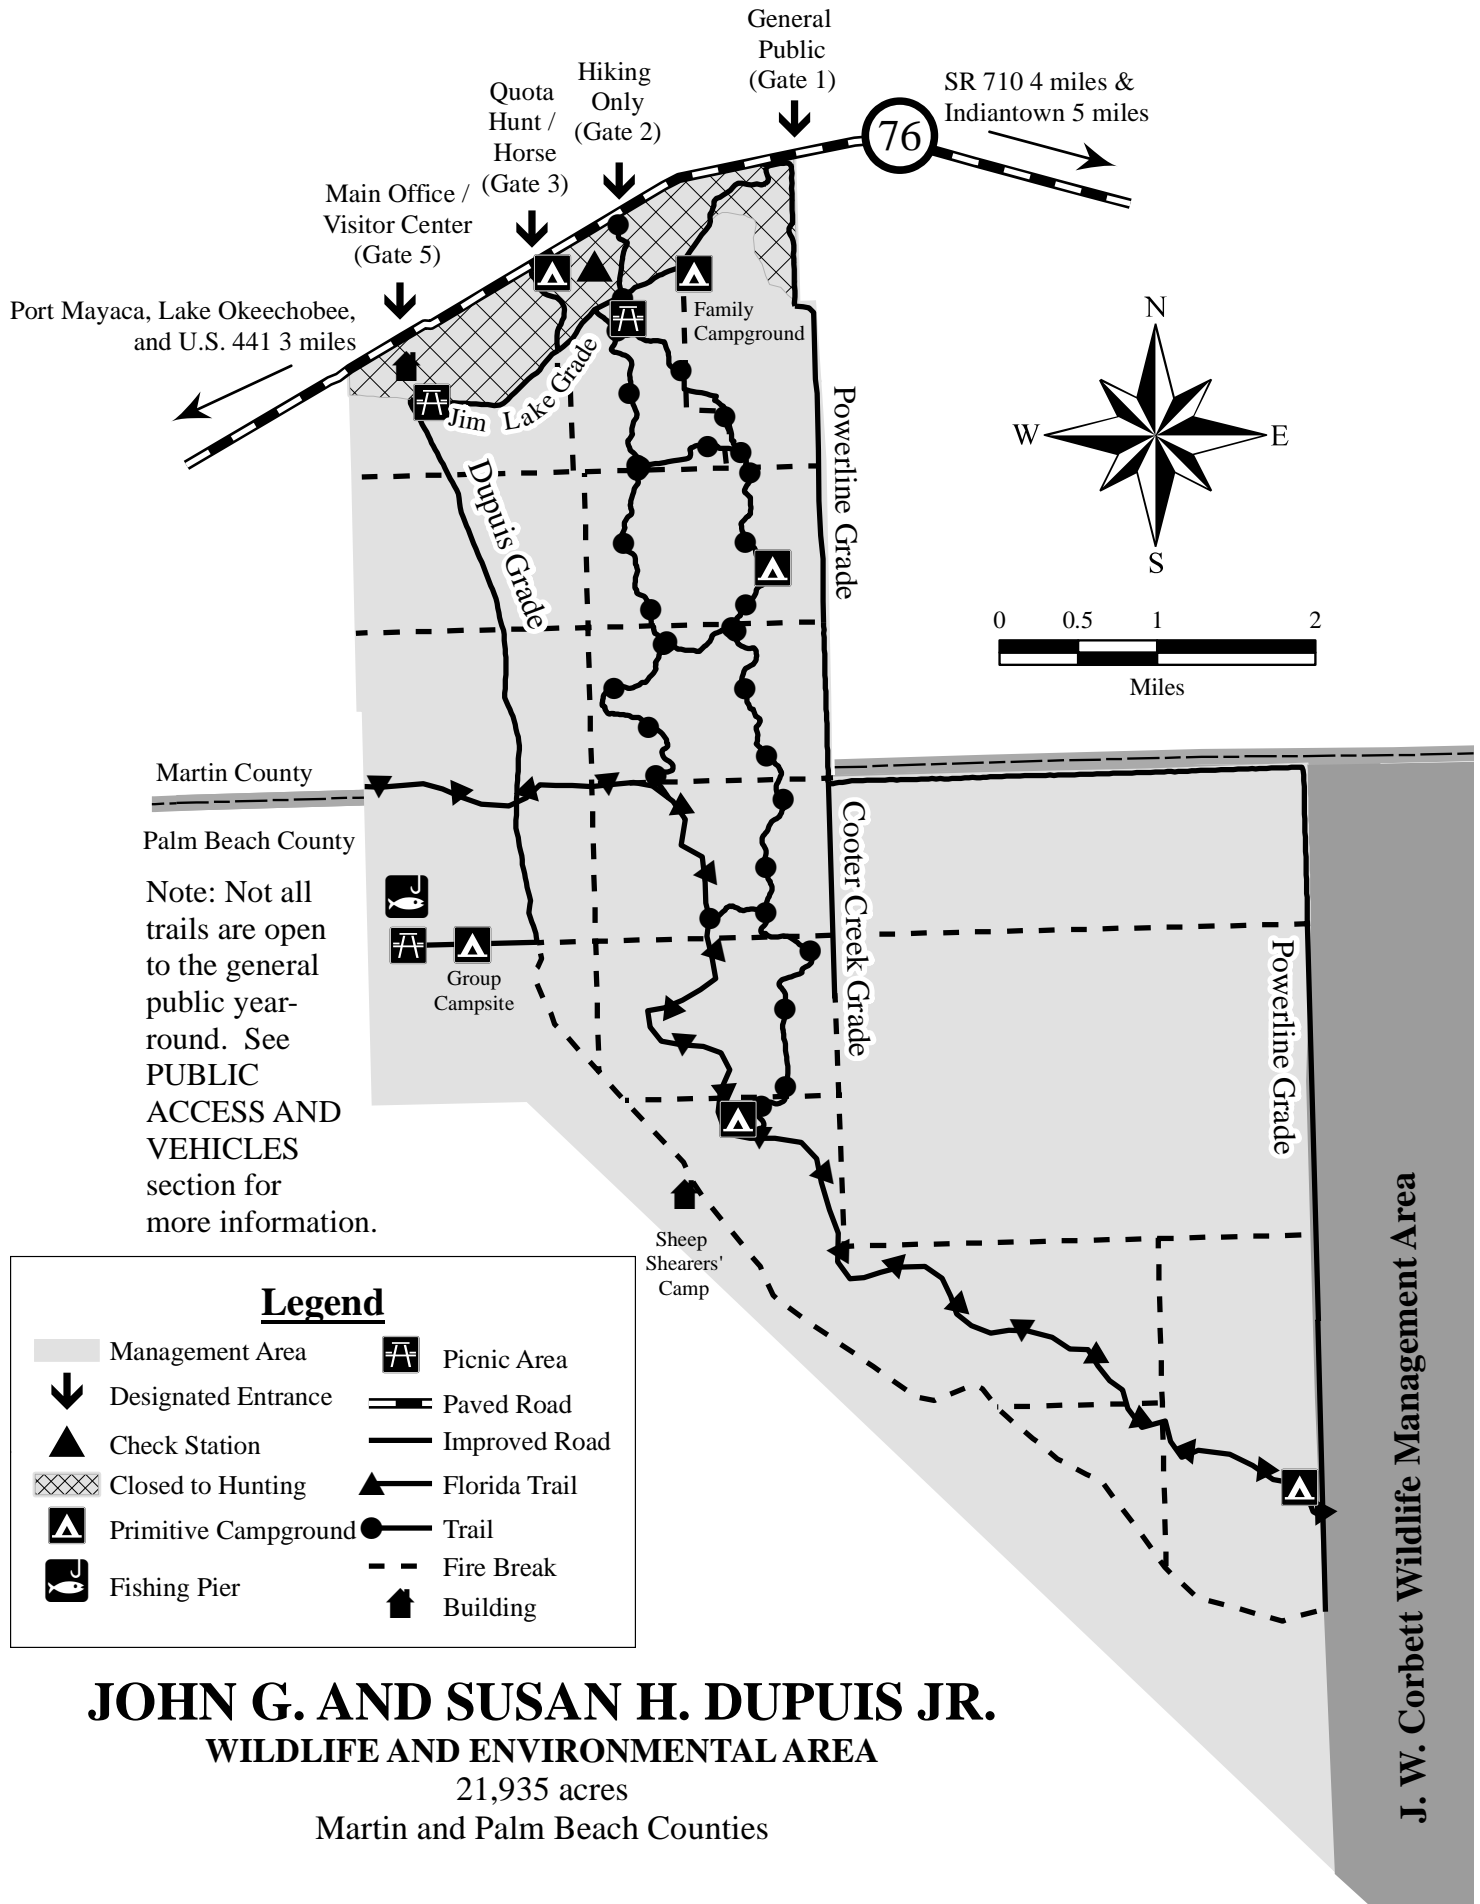 General
Public
(Gate 1)
Hiking
Only
(Gate 2)
Quota
Hunt /
Horse
(Gate 3)
Main Office /
Visitor Center
(Gate 5)
SR 710 4 miles &
Indiantown 5 miles
76
Port Mayaca, Lake Okeechobee,
and U.S. 441 3 miles
Family
Campground
Jim Lake Grade
Dupuis Grade
Powerline Grade
N
W
E
S
0 0.5 1 2
Miles
Martin County
Palm Beach County
Cooter Creek Grade
Powerline Grade
Group
Campsite
Note: Not all
trails are open
to the general
public year-
round. See
PUBLIC
ACCESS AND
VEHICLES
section for
more information.
Sheep
Shearers'
Camp
J. W. Corbett Wildlife Management Area
Legend
Management Area
Designated Entrance
Check Station
Closed to Hunting
Primitive Campground
Fishing Pier
Picnic Area
Paved Road
Improved Road
Florida Trail
Trail
Fire Break
Building
JOHN G. AND SUSAN H. DUPUIS JR.
WILDLIFE AND ENVIRONMENTAL AREA
21,935 acres
Martin and Palm Beach Counties